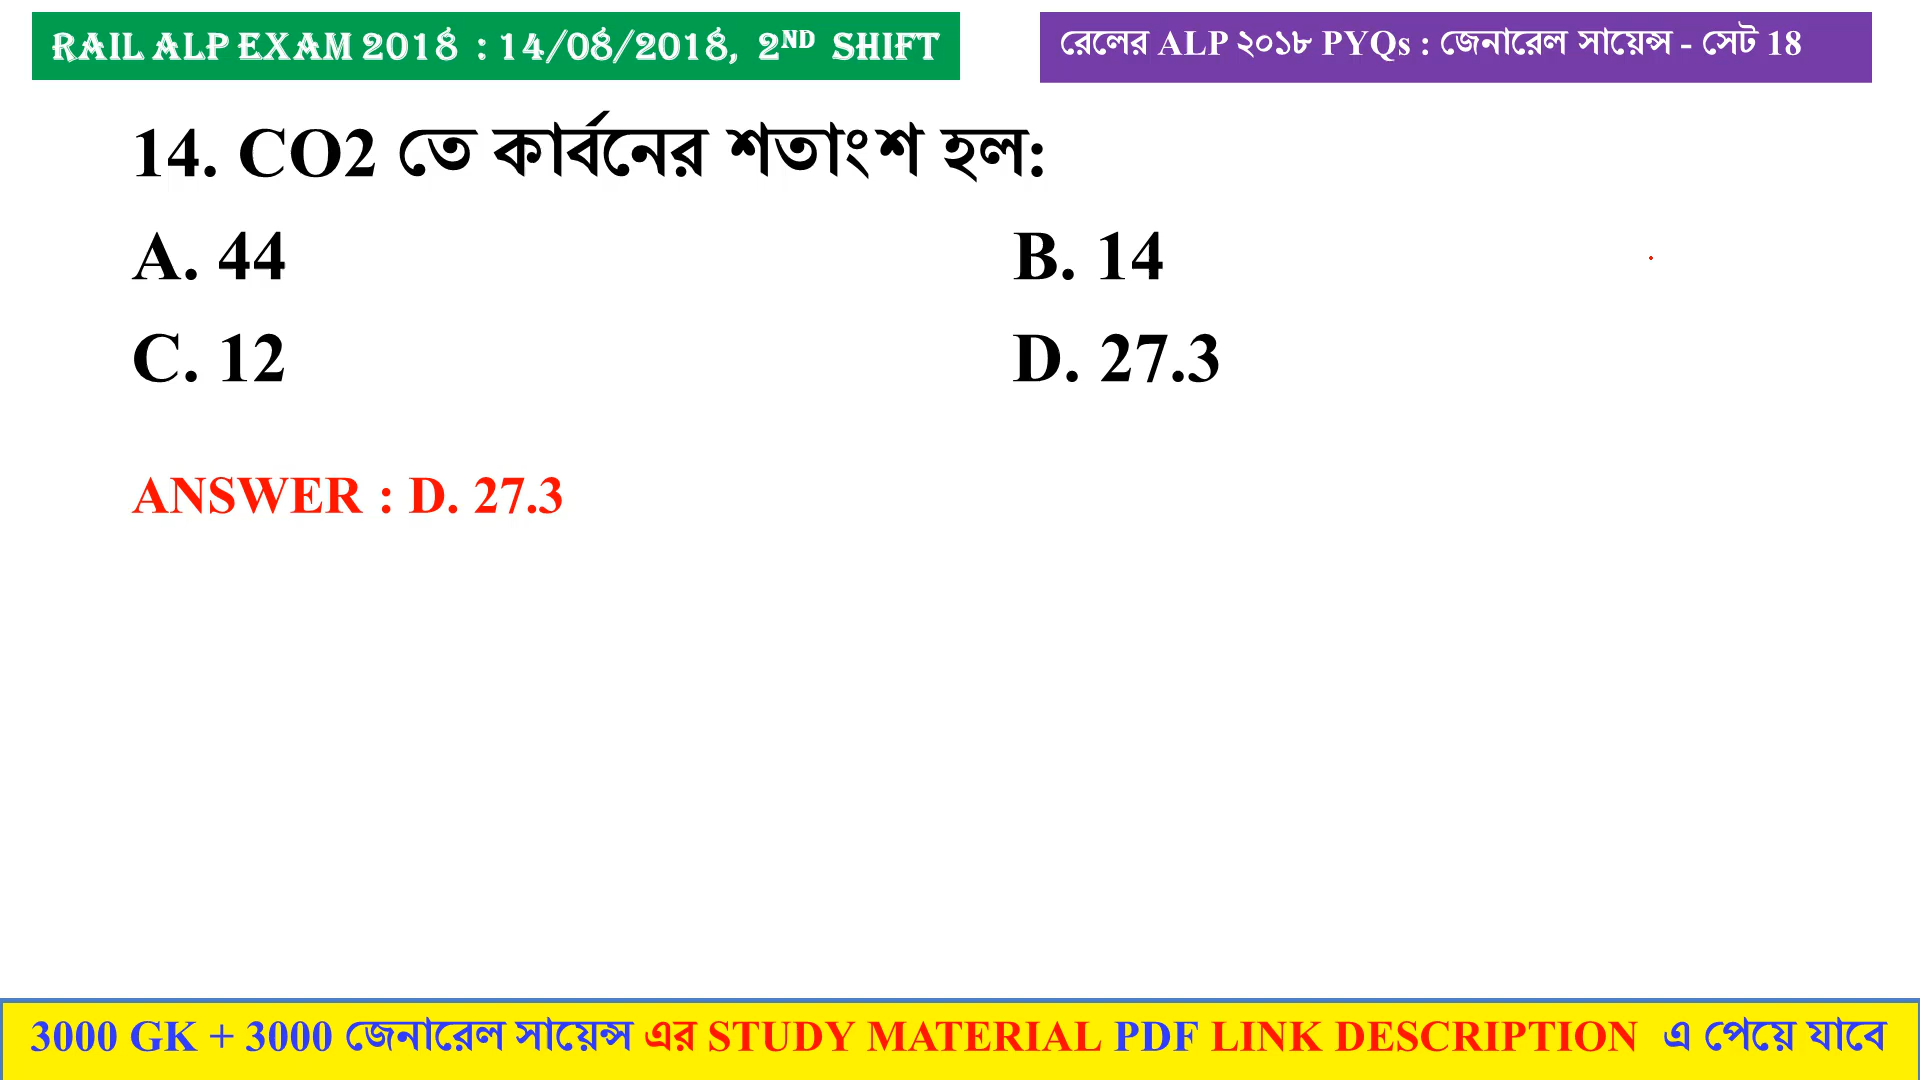 RAIL ALP EXAM 2018 : 14/08/2018, 2ND SHIFT
রেলের ALP ২০১৮ PYQs : জেনারেল সায়েন্স - সেট 18
14. CO2 তে কার্বনের শতাংশ হল:
A. 44
B. 14
C. 12
D. 27.3
ANSWER : D. 27.3
3000 GK + 3000 জেনারেল সায়েন্স এর STUDY MATERIAL PDF LINK DESCRIPTION এ পেয়ে যাবে